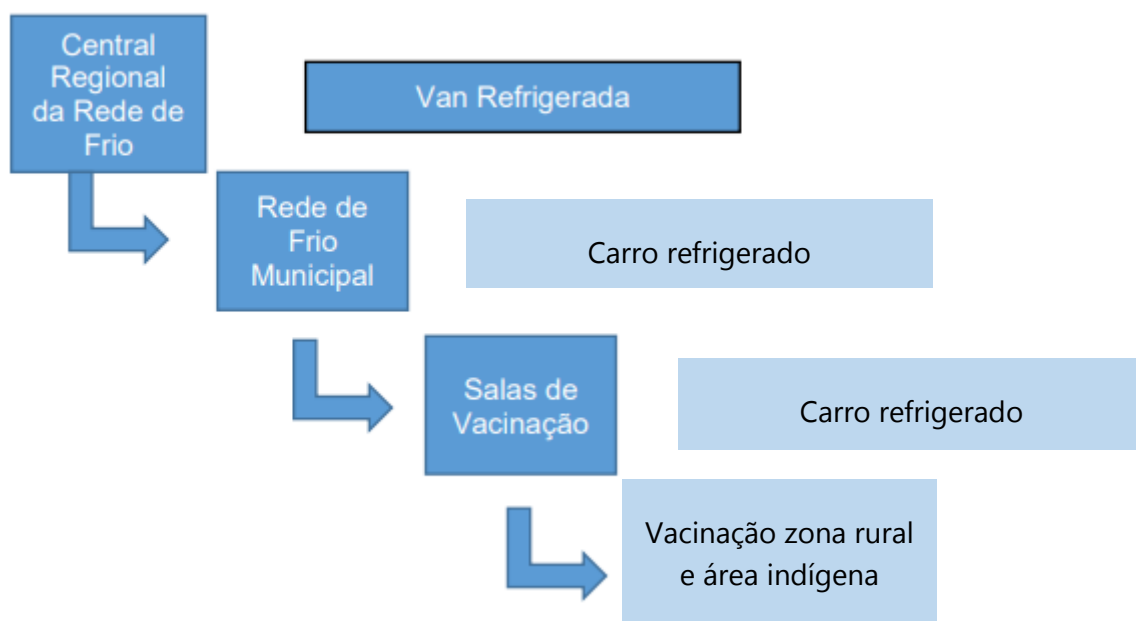 Central
Regional
da Rede de
Frio
Van Refrigerada
Rede de
Frio
Municipal
Carro refrigerado
Salas de
Vacinação
Carro refrigerado
Vacinação zona rural
e área indígena